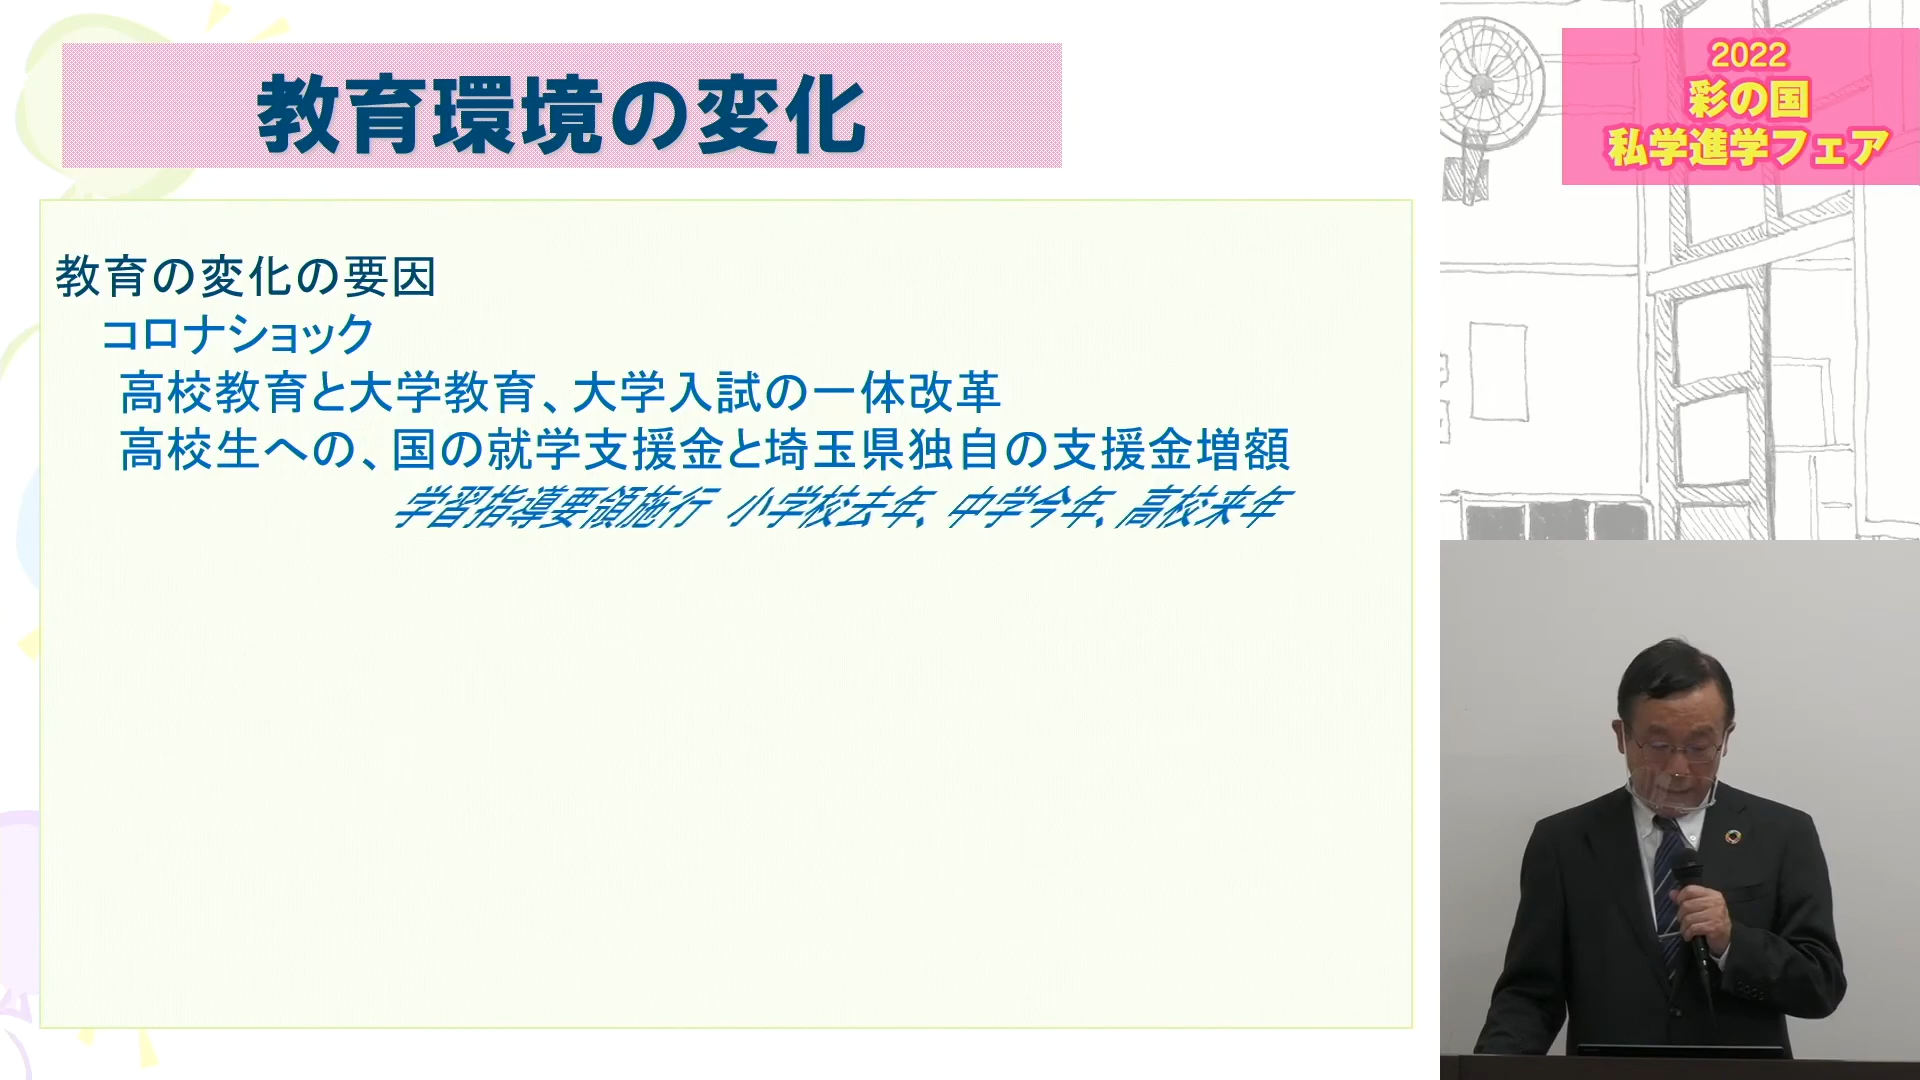 教育環境の変化
教育の変化の要因
コロナショック
高校教育と大学教育、大学入試の一体改革
高校生への、国の就学支援金と埼玉県独自の支援金増額
学習指導要領施行 小学校去年、中学今年、高校来年
2022
彩の国
私学進学フェア